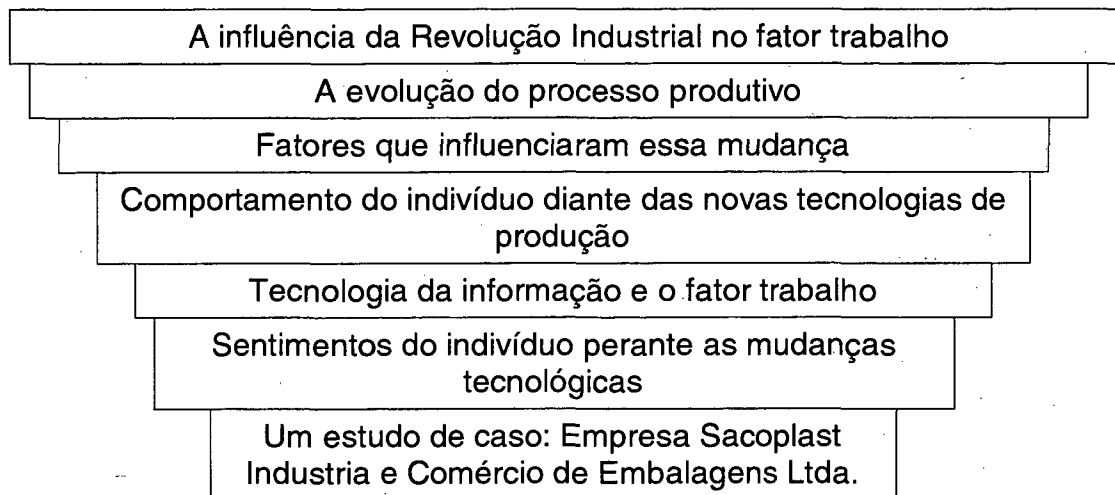 A influência da Revolução Industrial no fator trabalho
A evolução do processo produtivo
Fatores que influenciaram essa mudança
Comportamento do indivíduo diante das novas tecnologias de
produção
Tecnologia da informação e o fator trabalho
Sentimentos do indivíduo perante as mudanças
tecnológicas
Um estudo de caso: Empresa Sacoplast
Industria e Comércio de Embalagens Ltda.